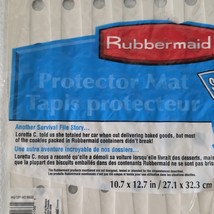 Rubbermaid
Protector Mat
Tapis protecteur
Another Survival File Story...
Loretta C. told us she totaled her car when out delivering baked goods, but most
of the cookies packed in Rubbermaid containers didn't break!
Une autre aventure incroyable de nos dossiers...
Loretta C. nous a raconté qu'elle a démoli sa voiture lorsqu'elle livrait des desserts, mais
que la plupart des biscuits emballés dans des contenants Rubbermaid ne se sont pas
10.7 x 12.7 in / 27.1 x 32.3 cm